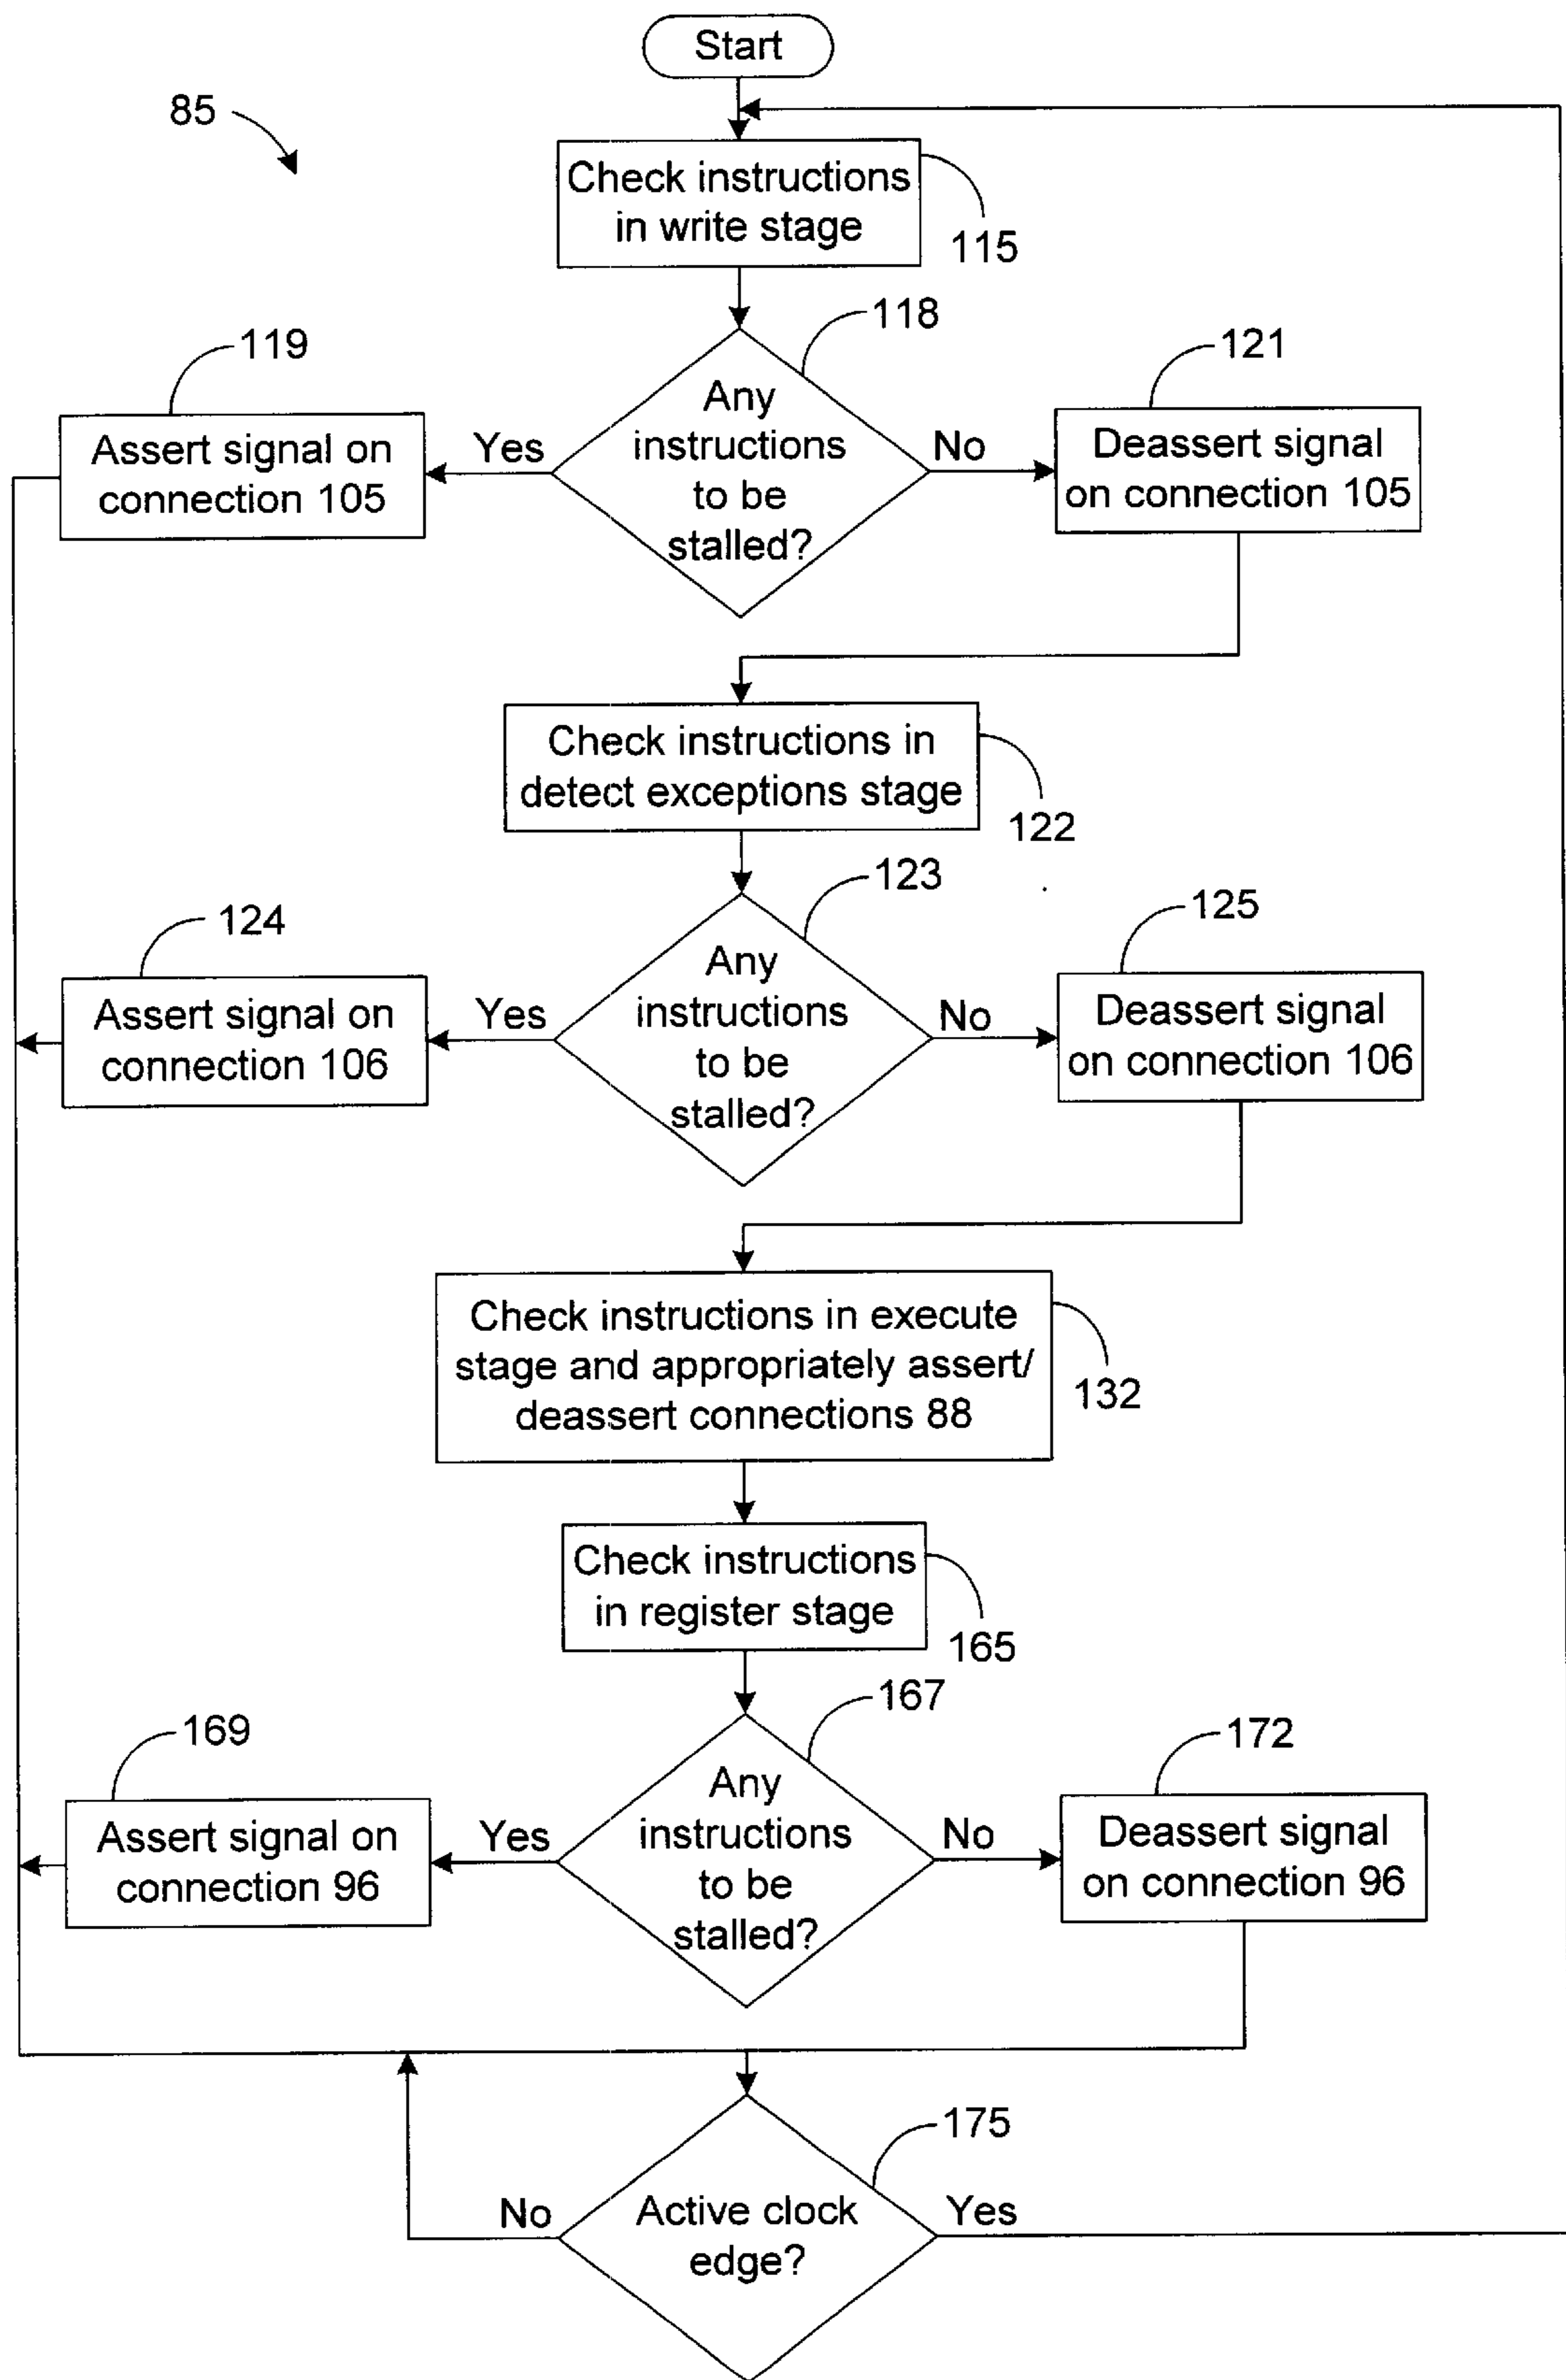 Start
85
Check instructions
in write stage
115
118
119
121
Any
instructions
to be
stalled?
Yes
No
Assert signal on
connection 105
Deassert signal
on connection 105
Check instructions in
detect exceptions stage
122
123
124
125
Any
instructions
to be
stalled?
Yes
No
Assert signal on
connection 106
Deassert signal
on connection 106
Check instructions in execute
stage and appropriately assert/
deassert connections 88
132
Check instructions
in register stage
165
167
169
172
Any
instructions
to be
stalled?
Yes
No
Assert signal on
connection 96
Deassert signal
on connection 96
175
No
Active clock
edge?
Yes